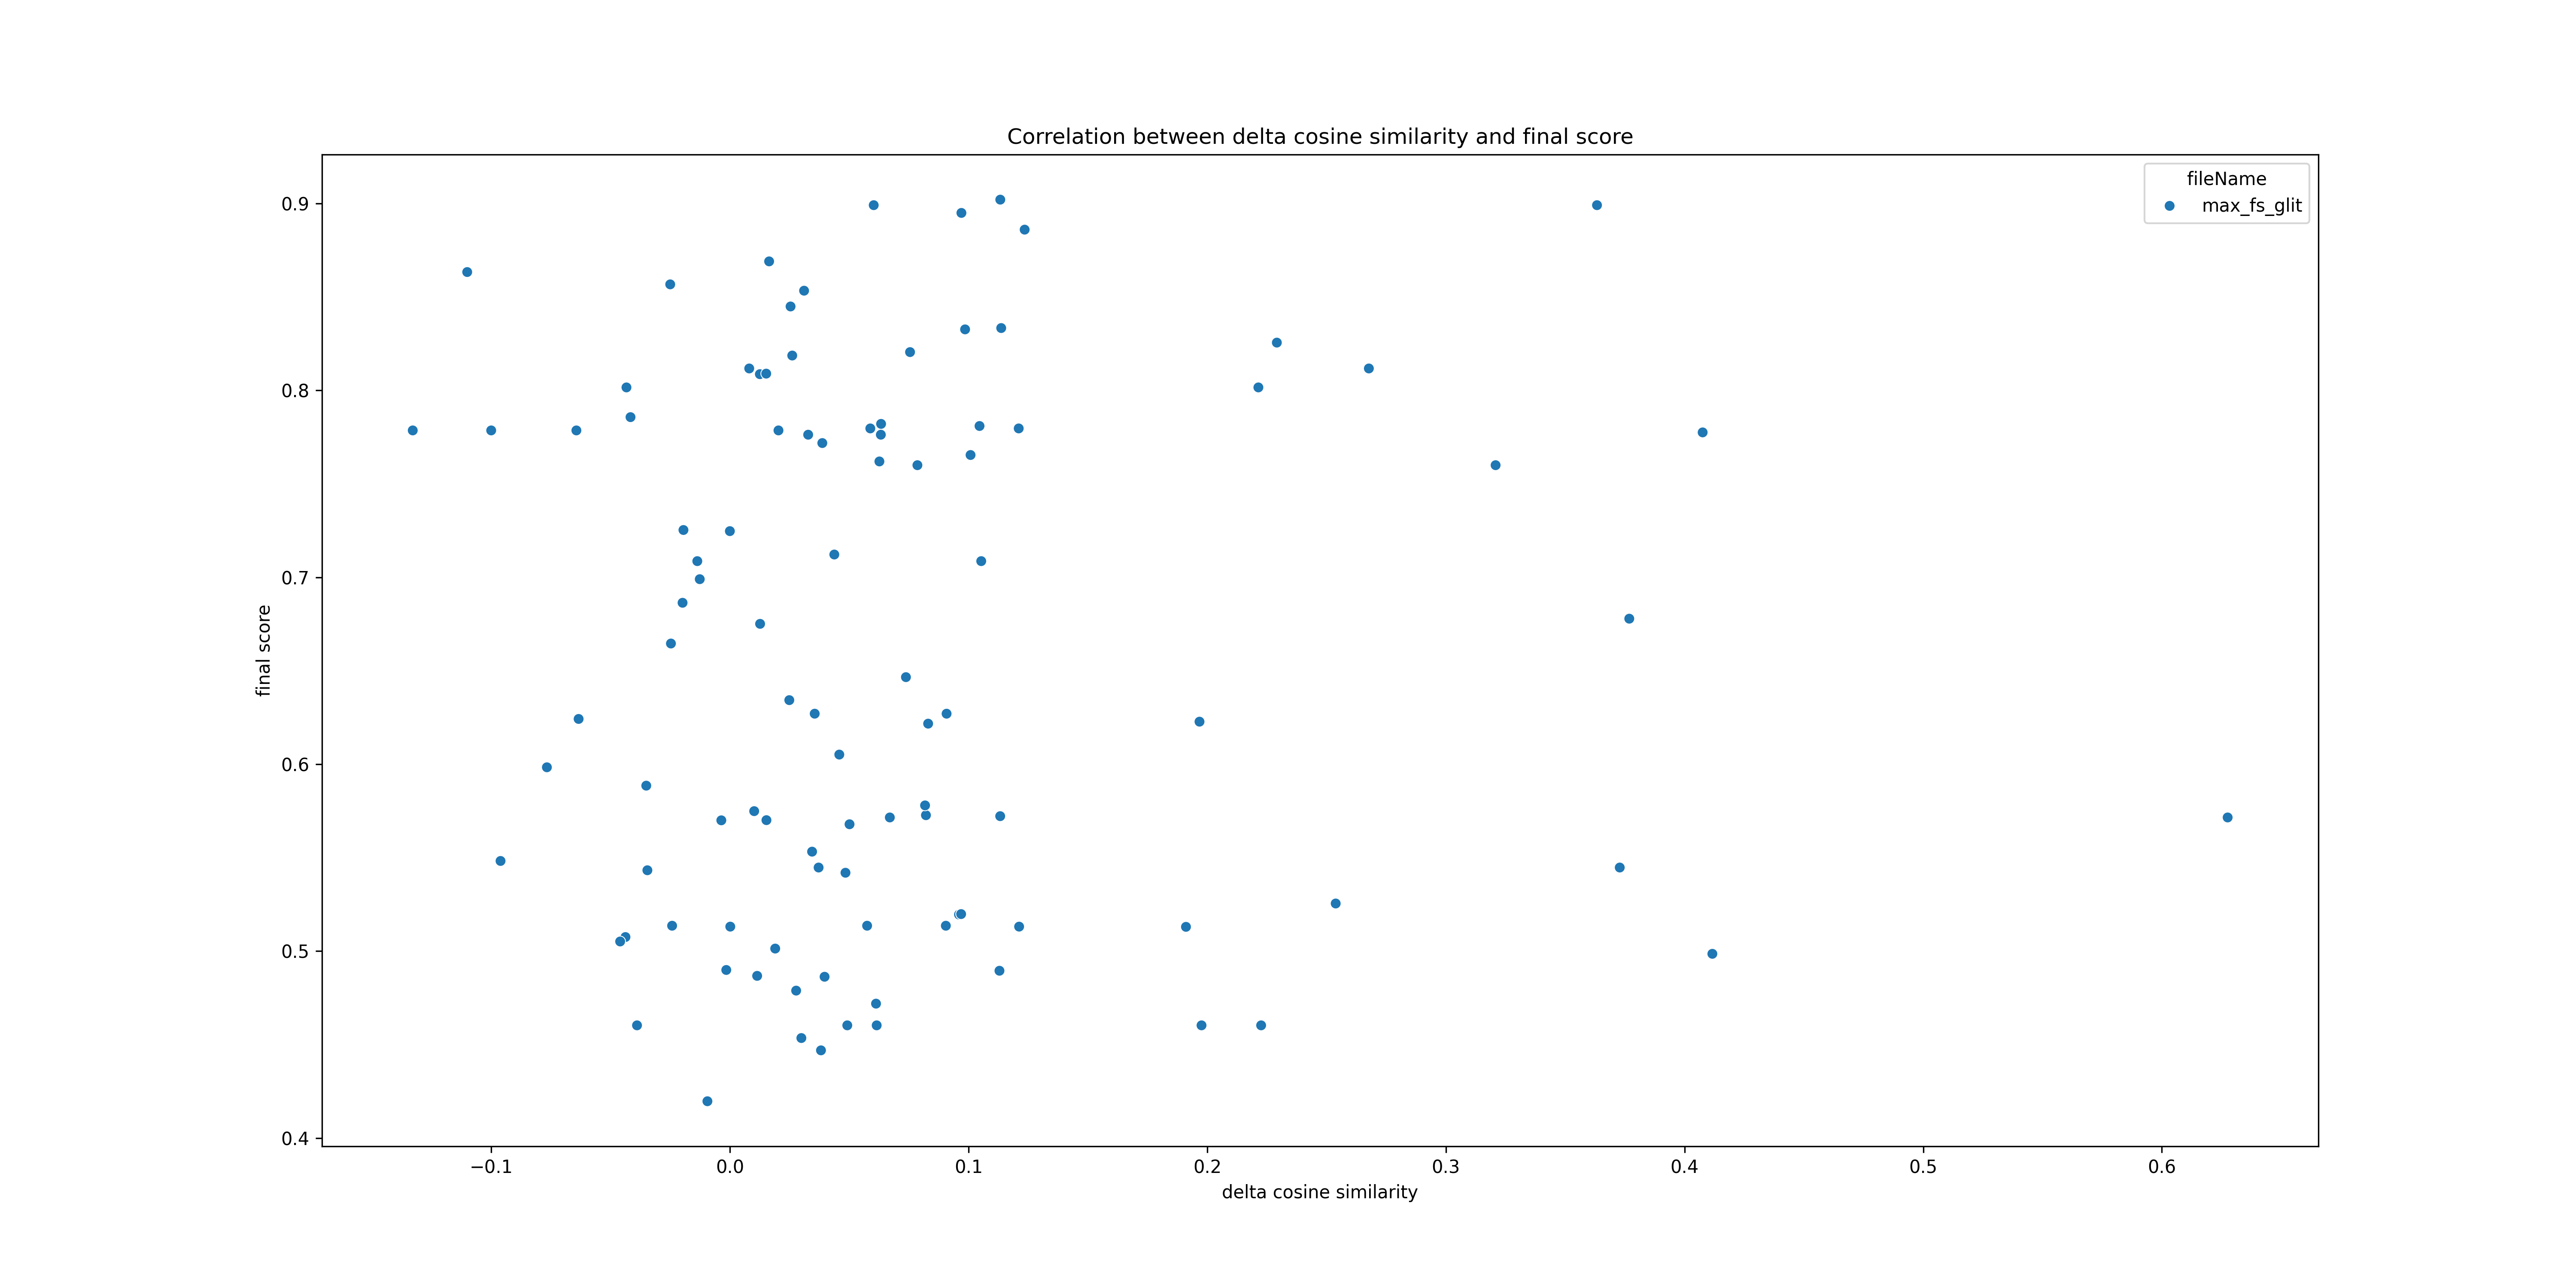 Correlation between delta cosine similarity and final score
fileName
max_fs_glit
0.9
0.8
0.7
0.6
0.5
0.4
final score
−0.1 0.0 0.1 0.2 0.3 0.4 0.5 0.6
delta cosine similarity